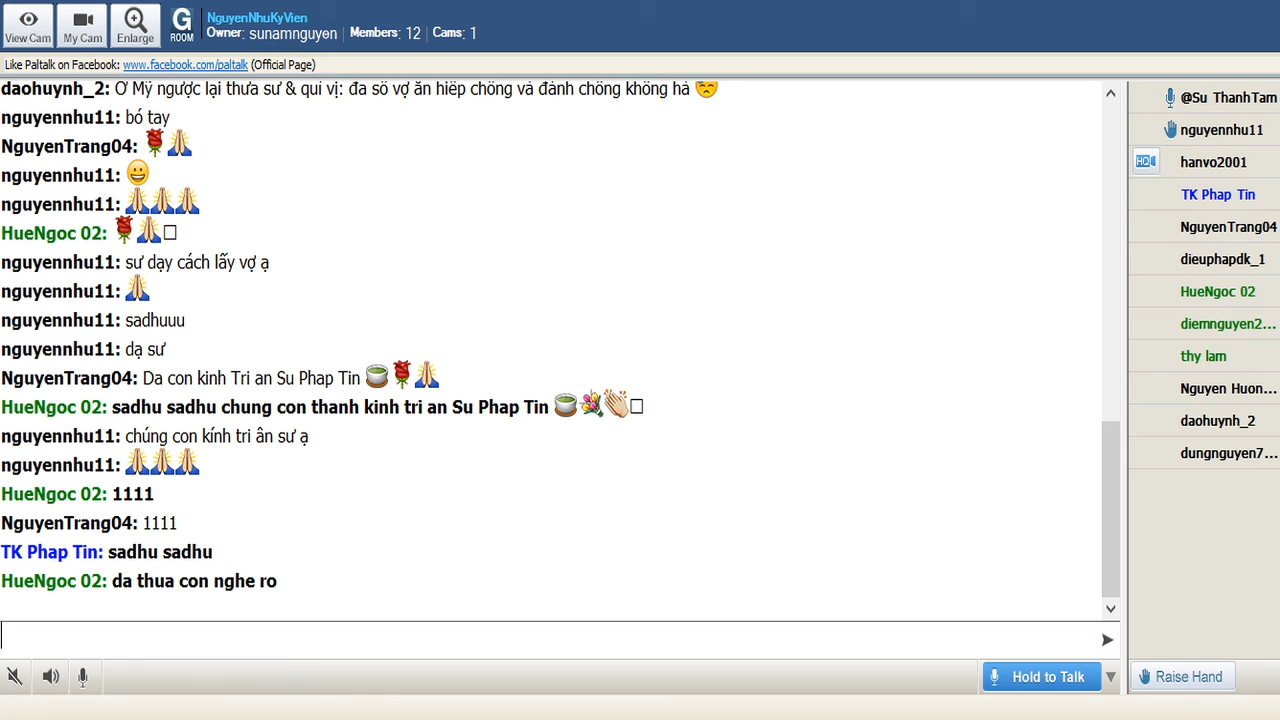 View Cam
My Cam
Enlarge
G
ROOM
NguyenNhuKyVien
Owner: sunamnguyen | Members: 12 | Cams: 1
Like Paltalk on Facebook: www.facebook.com/paltalk (Official Page)
daohuynh_2: Ở Mỹ ngược lại thưa sư & quí vị: đa số vợ ăn hiếp chồng và đánh chồng không hà
nguyennhu11: bó tay
NguyenTrang04:
nguyennhu11:
nguyennhu11:
HueNgoc 02:
nguyennhu11: sư dạy cách lấy vợ ạ
nguyennhu11:
nguyennhu11: sadhuuu
nguyennhu11: dạ sư
NguyenTrang04: Da con kinh Tri an Su Phap Tin
HueNgoc 02: sadhu sadhu chung con thanh kinh tri an Su Phap Tin
nguyennhu11: chúng con kính tri ân sư ạ
nguyennhu11:
HueNgoc 02: 1111
NguyenTrang04: 1111
TK Phap Tin: sadhu sadhu
HueNgoc 02: da thua con nghe ro
@Su ThanhTam
nguyennhu11
HQ
hanvo2001
TK Phap Tin
NguyenTrang04
dieuphapdk_1
HueNgoc 02
diemnguyen2...
thy lam
Nguyen Huon...
daohuynh_2
dungnguyen7...
Hold to Talk
Raise Hand